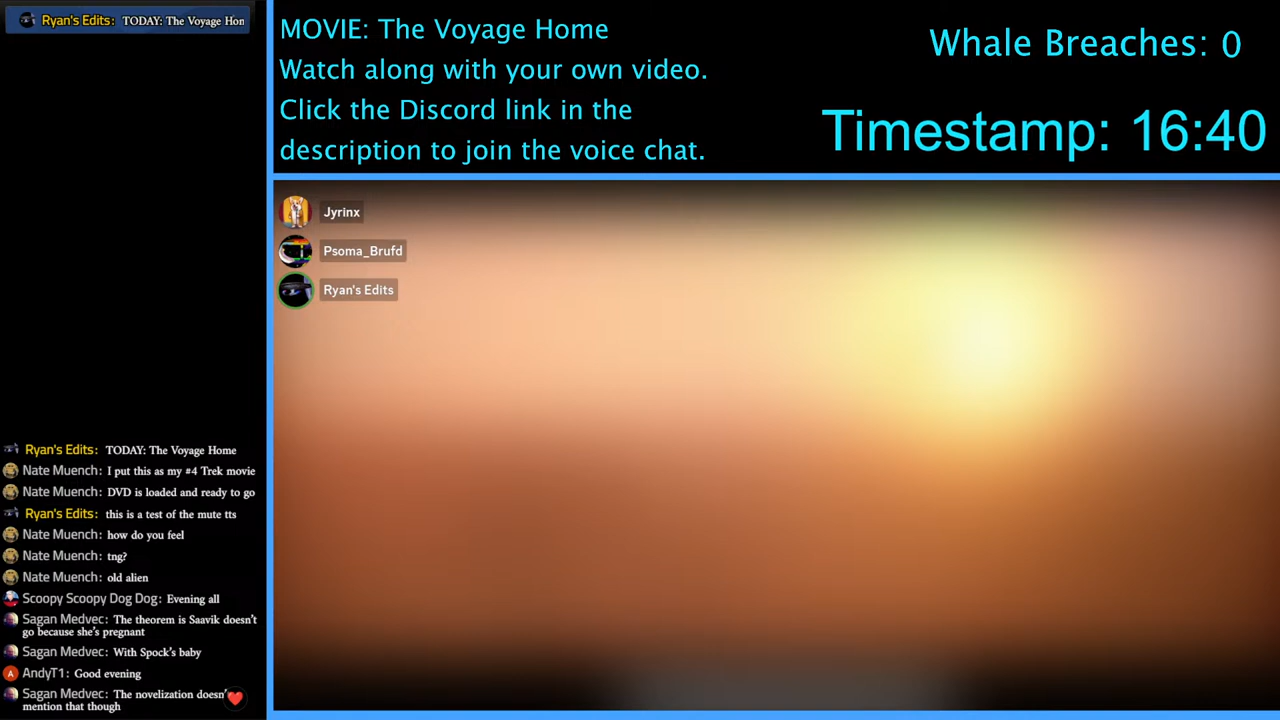 Ryan's Edits: TODAY: The Voyage Hon
MOVIE: The Voyage Home
Watch along with your own video.
Click the Discord link in the
description to join the voice chat.
Whale Breaches: 0
Timestamp: 16:40
Jyrinx
Psoma_Brufd
Ryan's Edits
Ryan's Edits: TODAY: The Voyage Home
Nate Muench: I put this as my #4 Trek movie
Nate Muench: DVD is loaded and ready to go
Ryan's Edits: this is a test of the mute tts
Nate Muench: how do you feel
Nate Muench: tng?
Nate Muench: old alien
Scoopy Scoopy Dog Dog: Evening all
Sagan Medvec: The theorem is Saavik doesn't
go because she's pregnant
Sagan Medvec: With Spock's baby
A AndyT1: Good evening
Sagan Medvec: The novelization doesn'
mention that though